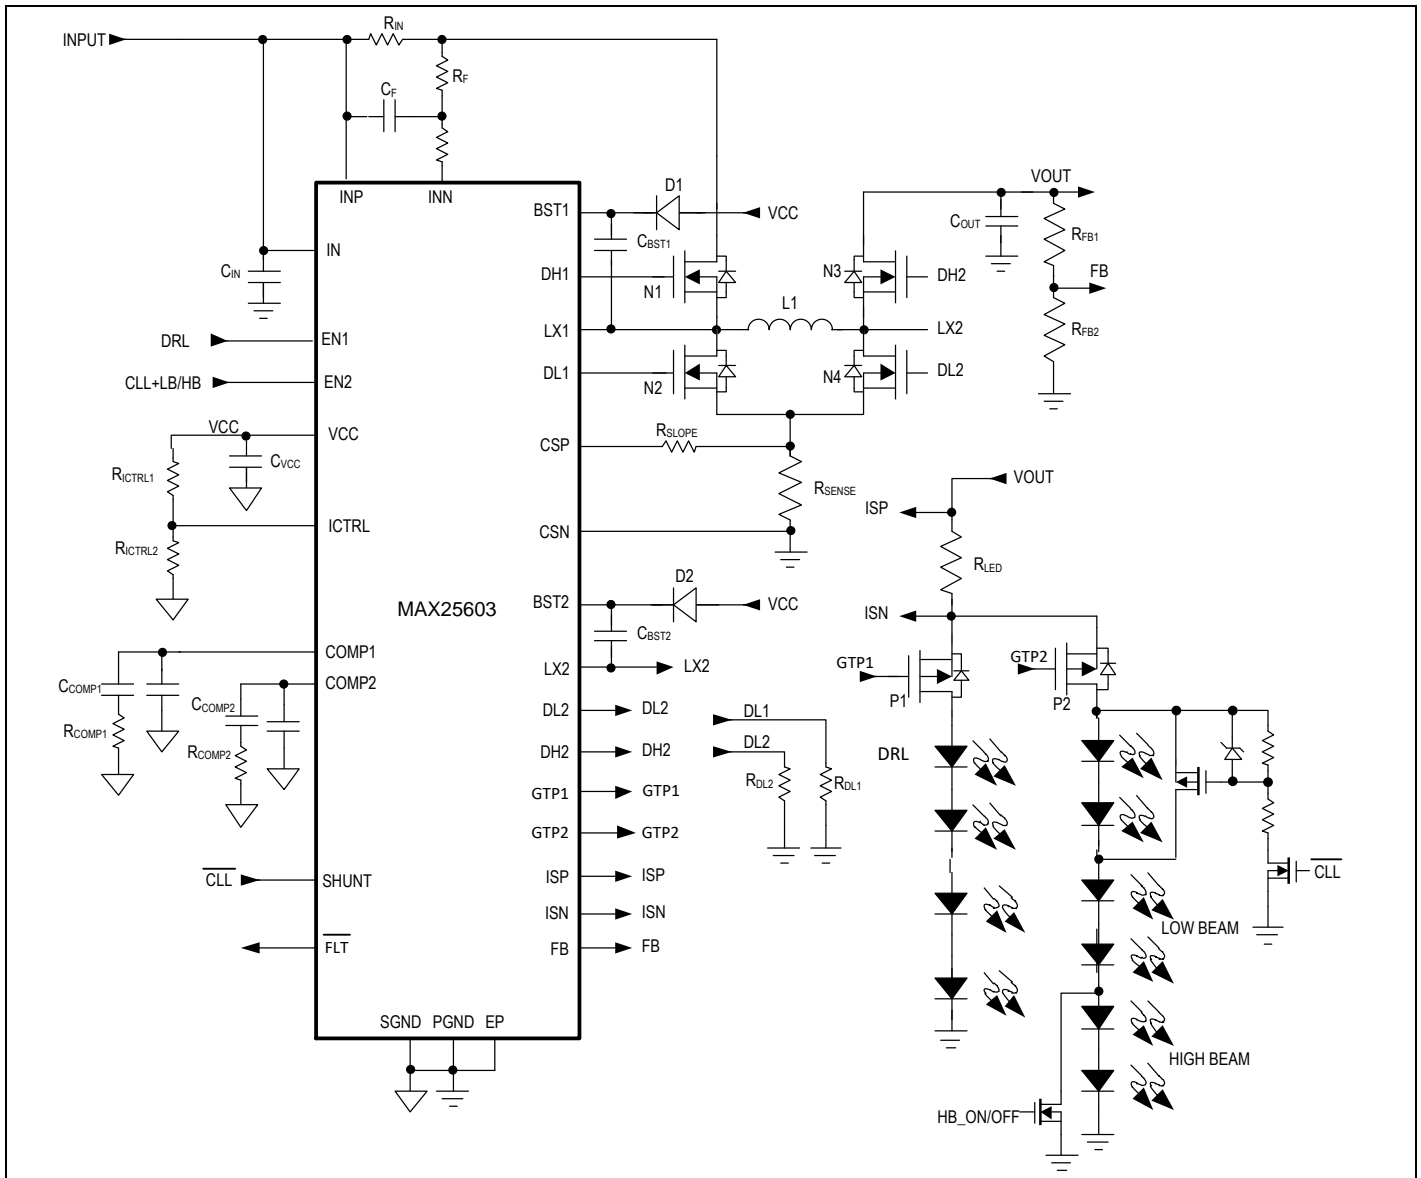 INPUT
RIN
RF
CF
INP
INN
IN
CIN
DRL
EN1
CLL+LB/HB
EN2
VCC
VCC
CVCC
RICTRL1
ICTRL
RICTRL2
MAX25603
COMP1
COMP2
CCOMP1
RCOMP1
CCOMP2
RCOMP2
CLL
SHUNT
FLT
SGND
PGND
EP
BST1
D1
VCC
CBST1
DH1
N1
LX1
L1
DL1
N2
N3
DH2
LX2
N4
DL2
VOUT
COUT
RFB1
FB
RFB2
CSP
RSLOPE
RSENSE
CSN
BST2
D2
VCC
CBST2
LX2
LX2
DL2
DL2
DH2
DH2
GTP1
GTP1
GTP2
GTP2
ISP
ISP
ISN
ISN
FB
FB
DL1
DL2
RDL2
RDL1
VOUT
ISP
RLED
ISN
GTP1
P1
GTP2
P2
DRL
CLL
LOW BEAM
HIGH BEAM
HB_ON/OFF